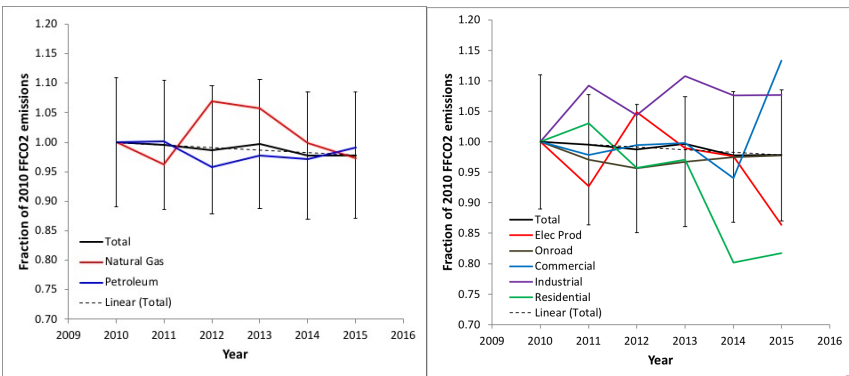 1.20
1.15
1.10
1.05
1.00
0.95
0.90
0.85
0.80
0.75
0.70
Fraction of 2010 FFCO2 emissions
Total
Natural Gas
Petroleum
Linear (Total)
2009 2010 2011 2012 2013 2014 2015 2016
Year
1.20
1.15
1.10
1.05
1.00
0.95
0.90
0.85
0.80
0.75
0.70
Fraction of 2010 FFCO2 emissions
Total
Elec Prod
Onroad
Commercial
Industrial
Residential
Linear (Total)
2009 2010 2011 2012 2013 2014 2015 2016
Year